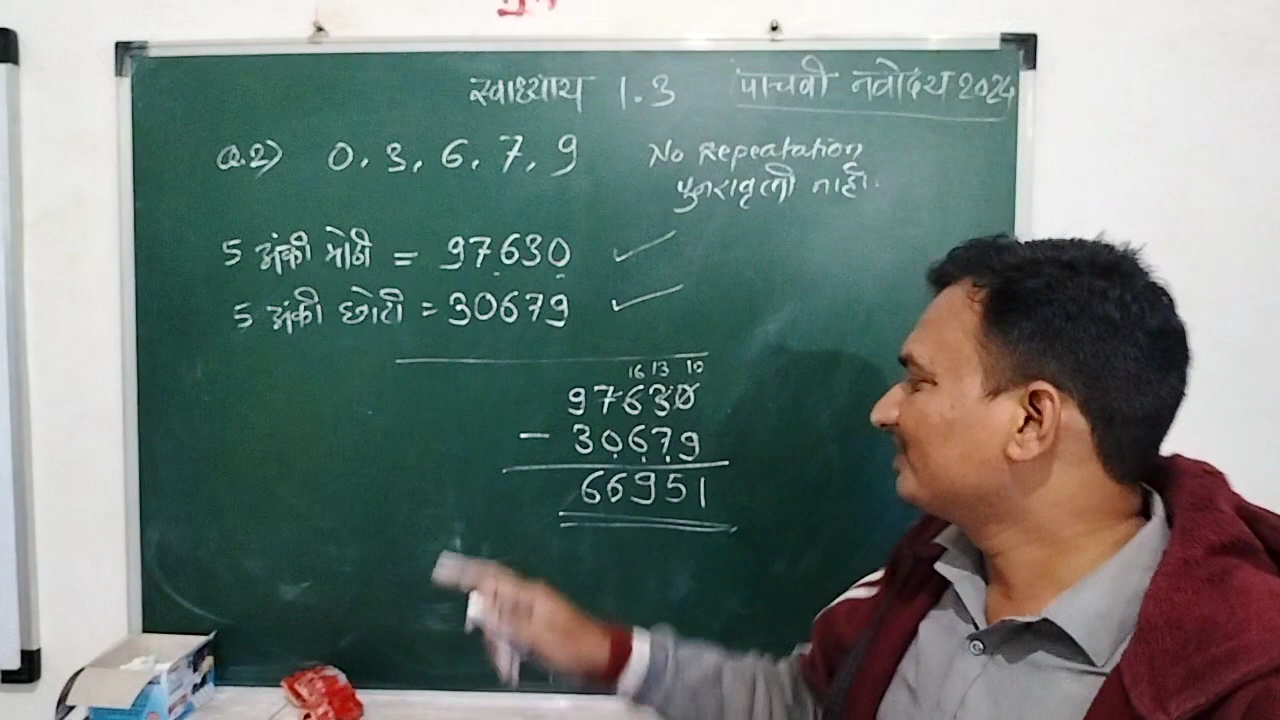 स्वाध्याय 1.3 पाचवी नवोदय 2024
Q.2) 0, 3, 6, 7, 9 No Repeatation
पुनरावृत्ती नाही.
5 अंकी मोठी = 97630 ✓
5 अंकी छोटी = 30679 ✓
16 13 10
97630
- 30679
66951